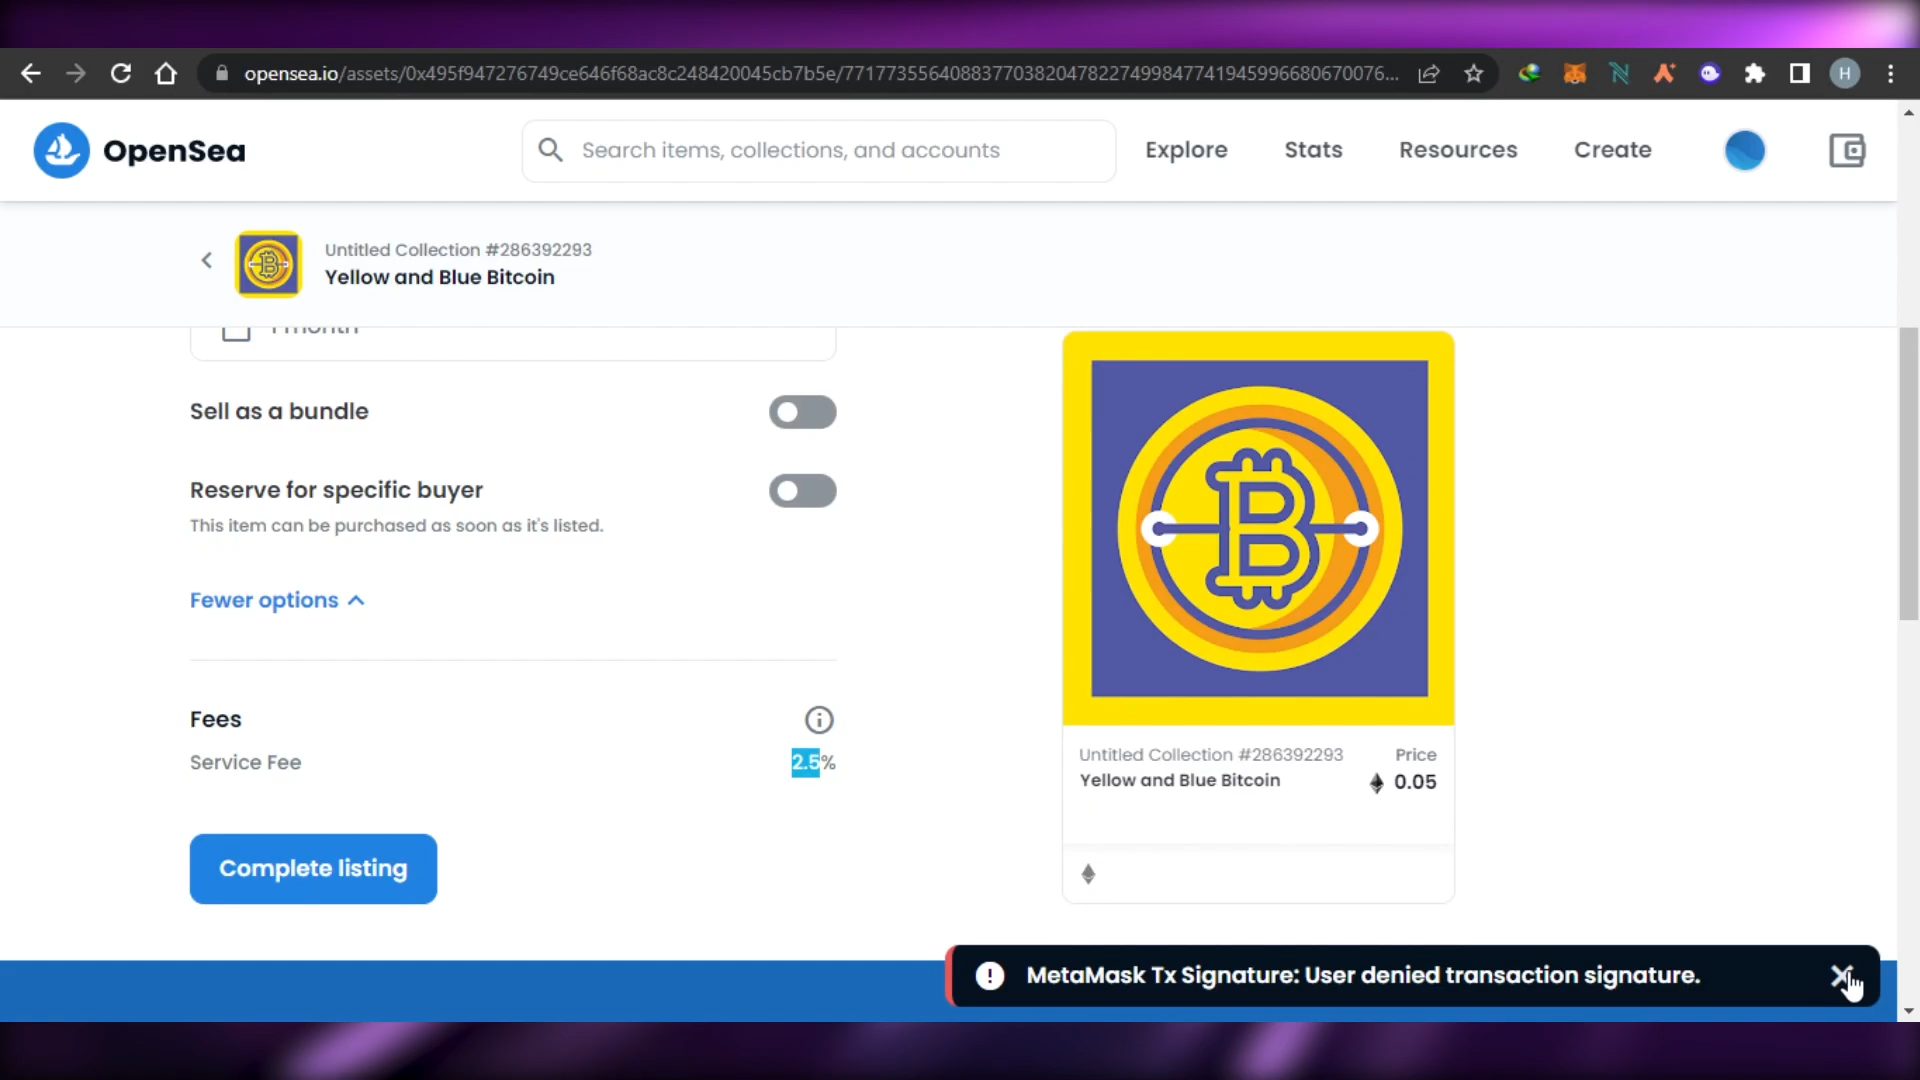 opensea.io/assets/0x495f947276749ce646f68ac8c248420045cb7b5e/771773556408837703820478227499847741945996680670076...
H
OpenSea
Search items, collections, and accounts
Explore
Stats
Resources
Create
Untitled Collection #286392293
Yellow and Blue Bitcoin
1 month
Sell as a bundle
Reserve for specific buyer
This item can be purchased as soon as it's listed.
Fewer options
Fees
Service Fee
2.5%
Complete listing
Untitled Collection #286392293
Price
Yellow and Blue Bitcoin
0.05
MetaMask Tx Signature: User denied transaction signature.